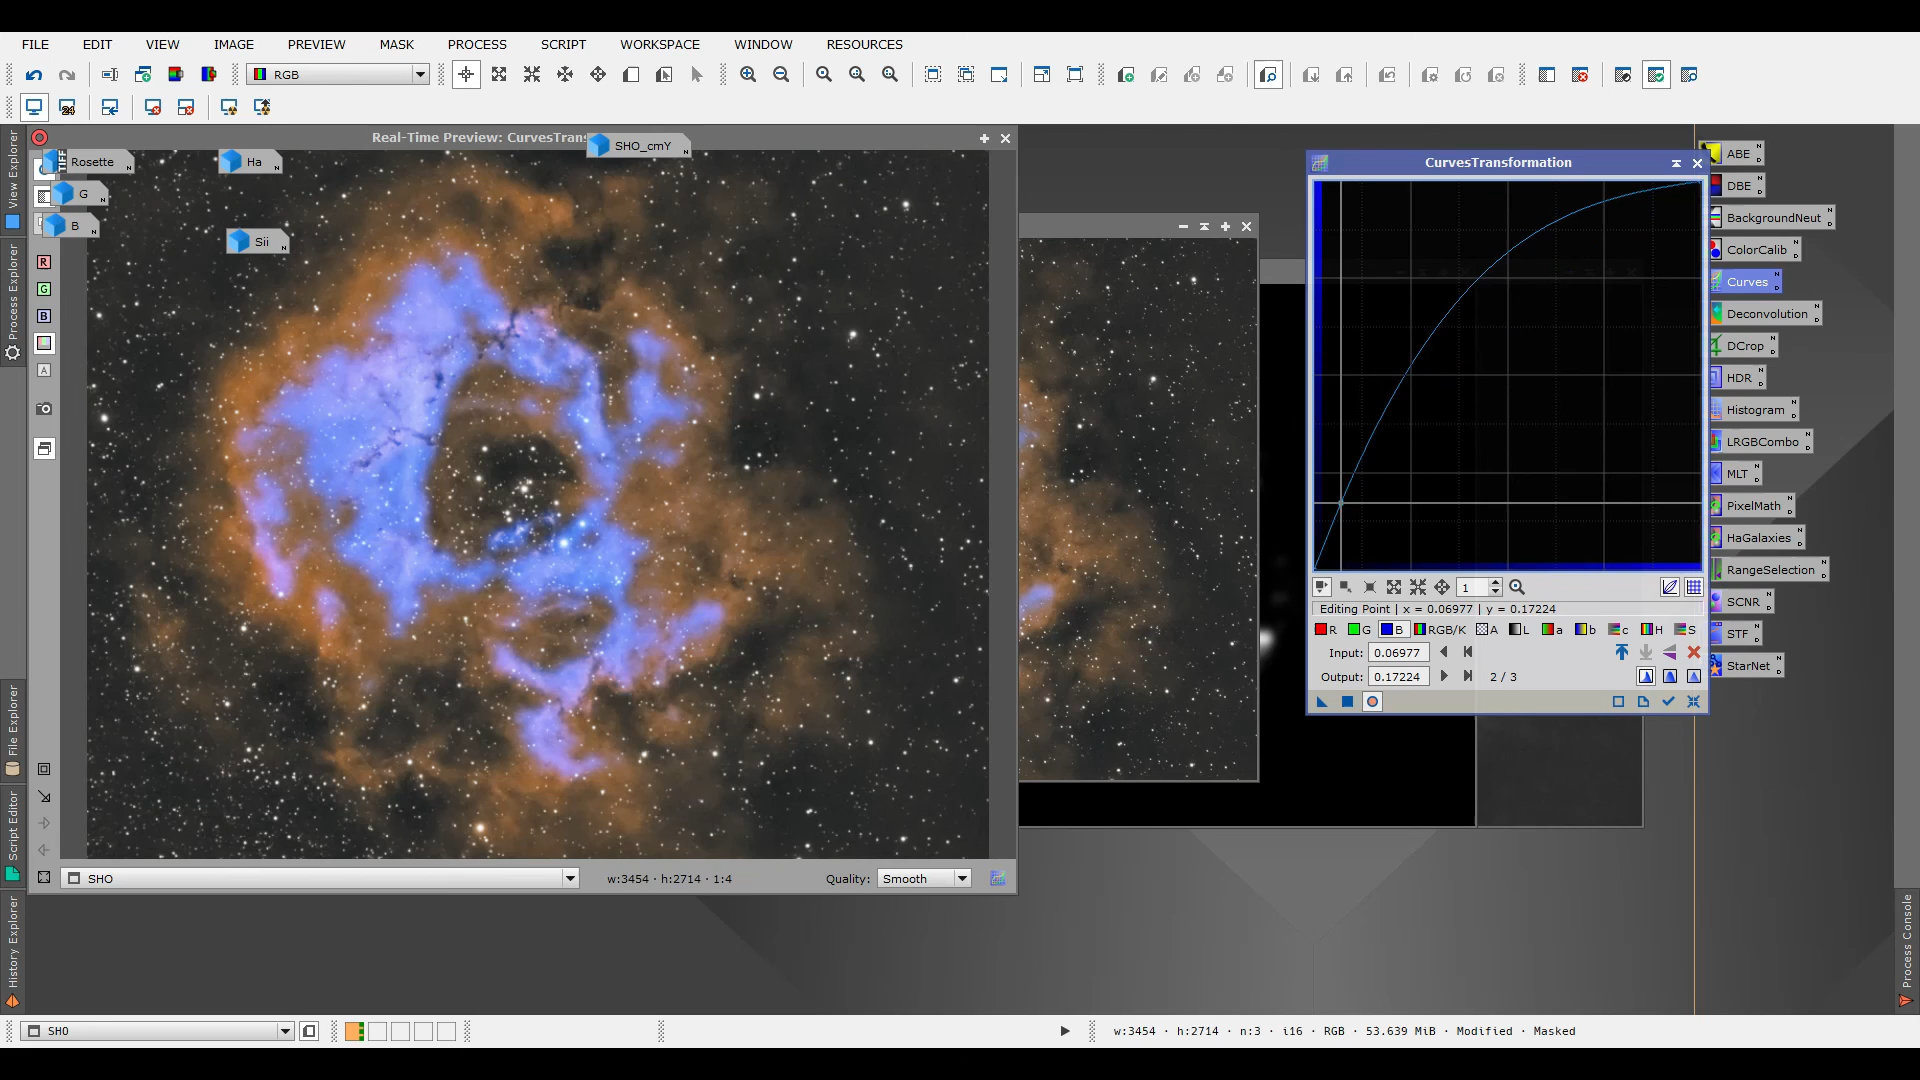 FILE EDIT VIEW IMAGE PREVIEW MASK PROCESS SCRIPT WORKSPACE WINDOW RESOURCES
RGB
24
Real-Time Preview: CurvesTrans
SHO_cmY N
TIFF Rosette N
Ha N
G N
B N
Sii N
R
G
B
A
View Explorer
Process Explorer
File Explorer
Script Editor
History Explorer
SHO
w:3454 · h:2714 · 1:4
Quality: Smooth
CurvesTransformation
1
Editing Point | x = 0.06977 | y = 0.17224
R G B RGB/K A L a b c H S
Input: 0.06977
Output: 0.17224
2 / 3
ABE N D
DBE N D
BackgroundNeut N D
ColorCalib N D
Curves N D
Deconvolution N D
DCrop N D
HDR N D
Histogram N D
LRGBCombo N D
MLT N D
PixelMath N D
HaGalaxies N D
RangeSelection N D
SCNR N D
STF N D
StarNet N D
Process Console
SHO
w:3454 · h:2714 · n:3 · i16 · RGB · 53.639 MiB · Modified · Masked